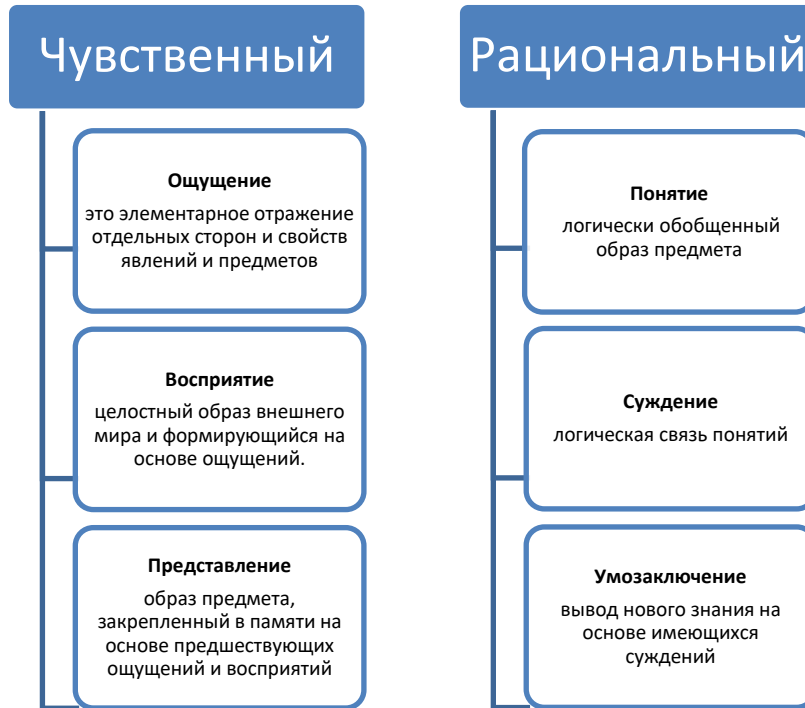 Чувственный
Ощущение
это элементарное отражение
отдельных сторон и свойств
явлений и предметов
Восприятие
целостный образ внешнего
мира и формирующийся на
основе ощущений.
Представление
образ предмета,
закрепленный в памяти на
основе предшествующих
ощущений и восприятий
Рациональный
Понятие
логически обобщенный
образ предмета
Суждение
логическая связь понятий
Умозаключение
вывод нового знания на
основе имеющихся
суждений